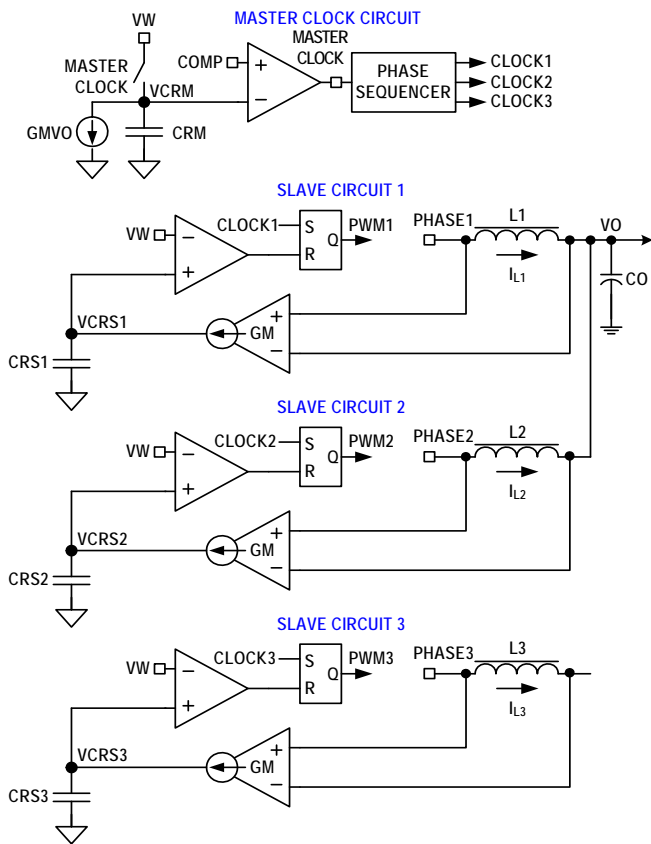 MASTER CLOCK CIRCUIT
VW
MASTER
CLOCK
COMP
+
−
MASTER
CLOCK
PHASE
SEQUENCER
CLOCK1
CLOCK2
CLOCK3
VCRM
GMVO
CRM
SLAVE CIRCUIT 1
VW
−
+
CLOCK1
S
R
Q
PWM1
PHASE1
L1
IL1
VO
CO
VCRS1
GM
+
−
CRS1
SLAVE CIRCUIT 2
VW
−
+
CLOCK2
S
R
Q
PWM2
PHASE2
L2
IL2
VCRS2
GM
+
−
CRS2
SLAVE CIRCUIT 3
VW
−
+
CLOCK3
S
R
Q
PWM3
PHASE3
L3
IL3
VCRS3
GM
+
−
CRS3